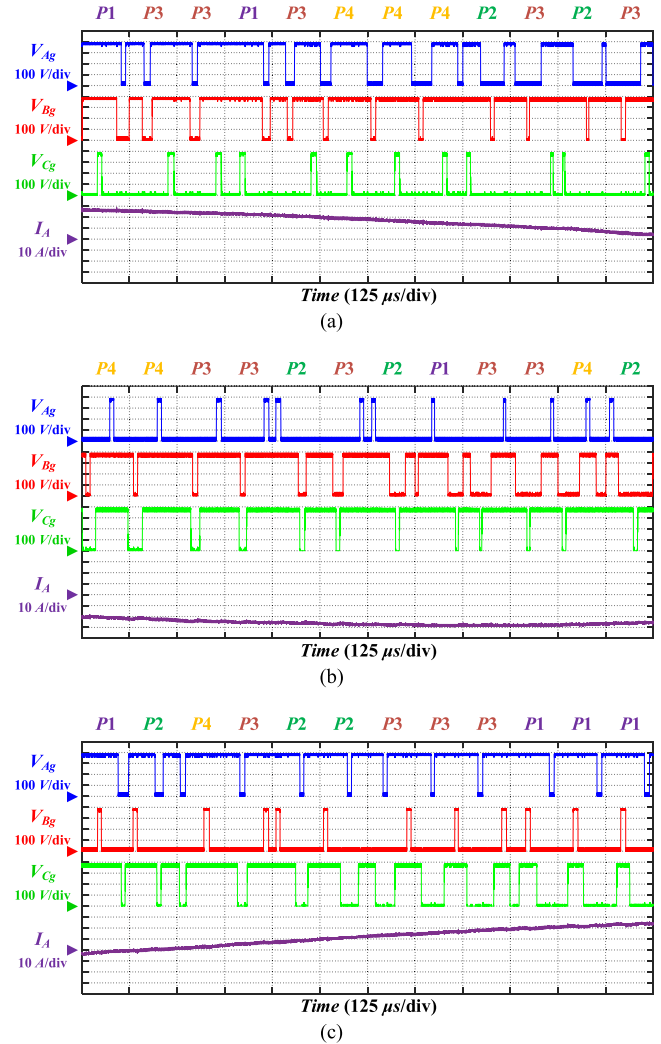 P1 P3 P3 P1 P3 P4 P4 P4 P2 P3 P2 P3
V_Ag
100 V/div
V_Bg
100 V/div
V_Cg
100 V/div
I_A
10 A/div
Time (125 μs/div)
(a)
P4 P4 P3 P3 P2 P3 P2 P1 P3 P3 P4 P2
V_Ag
100 V/div
V_Bg
100 V/div
V_Cg
100 V/div
I_A
10 A/div
Time (125 μs/div)
(b)
P1 P2 P4 P3 P2 P2 P3 P3 P3 P1 P1 P1
V_Ag
100 V/div
V_Bg
100 V/div
V_Cg
100 V/div
I_A
10 A/div
Time (125 μs/div)
(c)